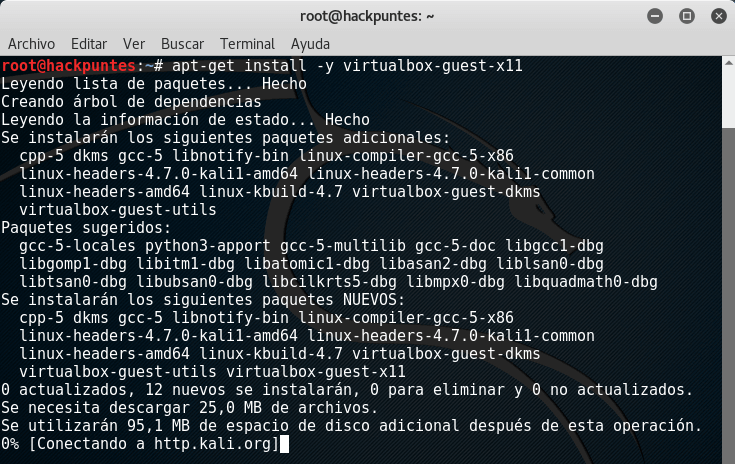 root@hackpuntes: ~
Archivo Editar Ver Buscar Terminal Ayuda
root@hackpuntes:~# apt-get install -y virtualbox-guest-x11
Leyendo lista de paquetes... Hecho
Creando árbol de dependencias
Leyendo la información de estado... Hecho
Se instalarán los siguientes paquetes adicionales:
  cpp-5 dkms gcc-5 libnotify-bin linux-compiler-gcc-5-x86
  linux-headers-4.7.0-kali1-amd64 linux-headers-4.7.0-kali1-common
  linux-headers-amd64 linux-kbuild-4.7 virtualbox-guest-dkms
  virtualbox-guest-utils
Paquetes sugeridos:
  gcc-5-locales python3-apport gcc-5-multilib gcc-5-doc libgcc1-dbg
  libgomp1-dbg libitm1-dbg libatomic1-dbg libasan2-dbg liblsan0-dbg
  libtsan0-dbg libubsan0-dbg libcilkrts5-dbg libmpx0-dbg libquadmath0-dbg
Se instalarán los siguientes paquetes NUEVOS:
  cpp-5 dkms gcc-5 libnotify-bin linux-compiler-gcc-5-x86
  linux-headers-4.7.0-kali1-amd64 linux-headers-4.7.0-kali1-common
  linux-headers-amd64 linux-kbuild-4.7 virtualbox-guest-dkms
  virtualbox-guest-utils virtualbox-guest-x11
0 actualizados, 12 nuevos se instalarán, 0 para eliminar y 0 no actualizados.
Se necesita descargar 25,0 MB de archivos.
Se utilizarán 95,1 MB de espacio de disco adicional después de esta operación.
0% [Conectando a http.kali.org]